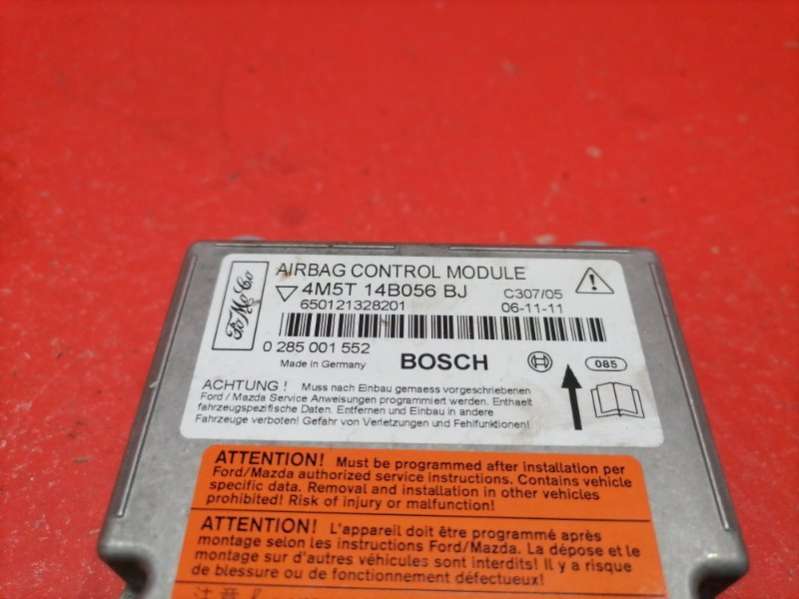 FoMoCo
AIRBAG CONTROL MODULE
4M5T 14B056 BJ C307/05
650121328201 06-11-11
0 285 001 552 BOSCH 085
Made in Germany
ACHTUNG ! Muss nach Einbau gemaess vorgeschriebenen
Ford / Mazda Service Anweisungen programmiert werden. Enthaelt
fahrzeugspezifische Daten. Entfernen und Einbau in andere
Fahrzeuge verboten! Gefahr von Verletzungen und Fehlfunktionen!
ATTENTION! Must be programmed after installation per
Ford/Mazda authorized service instructions. Contains vehicle
specific data. Removal and installation in other vehicles
prohibited! Risk of injury or malfunction!
ATTENTION! L'appareil doit être programmé après
montage selon les instructions Ford/Mazda. La dépose et le
montage sur d'autres véhicules sont interdits! Il y a risque
de blessure ou de fonctionnement défectueux!
注意!